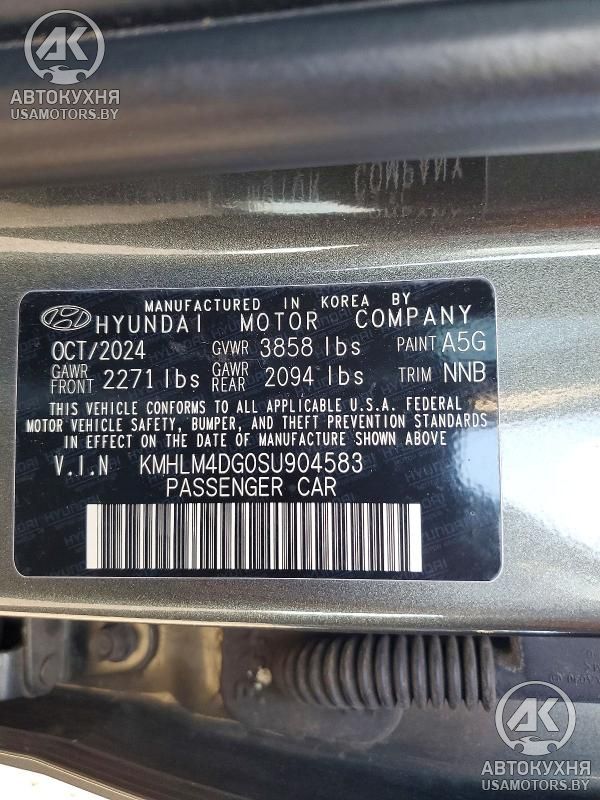 АК
АВТОКУХНЯ
USAMOTORS.BY
MANUFACTURED IN KOREA BY
HYUNDAI MOTOR COMPANY
OCT/2024 GVWR 3858 lbs PAINT A5G
GAWR FRONT 2271 lbs GAWR REAR 2094 lbs TRIM NNB
THIS VEHICLE CONFORMS TO ALL APPLICABLE U.S.A. FEDERAL
MOTOR VEHICLE SAFETY, BUMPER, AND THEFT PREVENTION STANDARDS
IN EFFECT ON THE DATE OF MANUFACTURE SHOWN ABOVE
V.I.N KMHLM4DG0SU904583
PASSENGER CAR
АК
АВТОКУХНЯ
USAMOTORS.BY